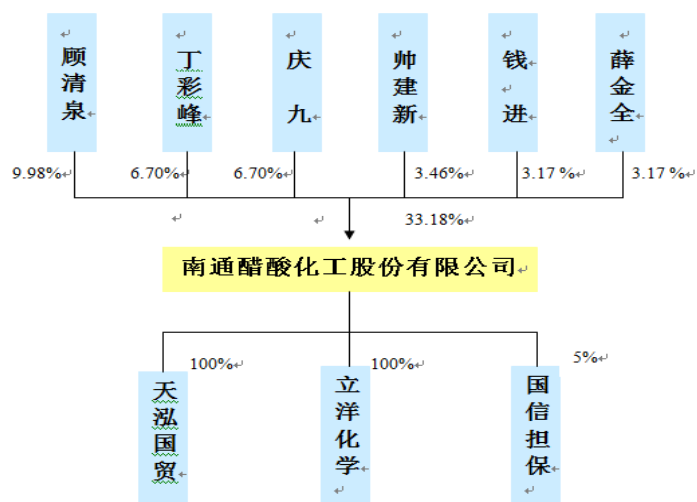 顾清泉
丁彩峰
庆九
帅建新
钱进
薛金全
9.98%
6.70%
6.70%
3.46%
3.17 %
3.17 %
33.18%
南通醋酸化工股份有限公司
100%
100%
5%
天泓国贸
立洋化学
国信担保